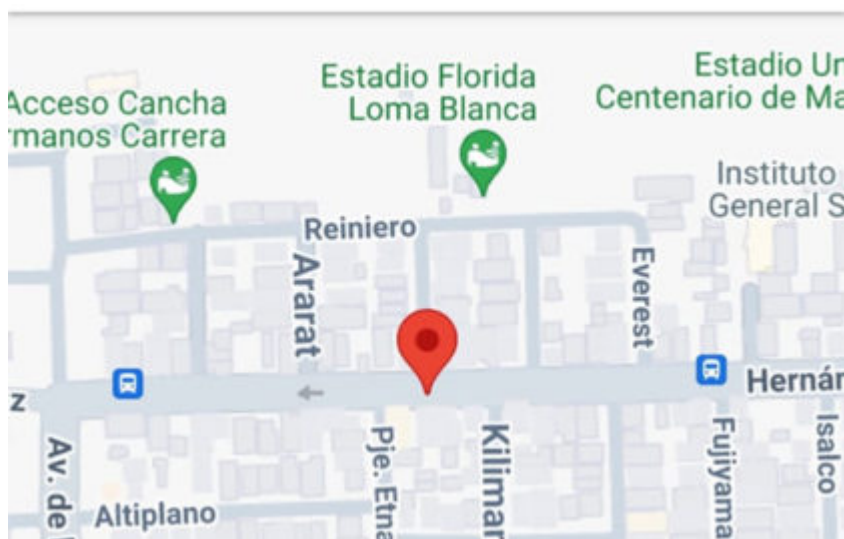 Estadio Florida
Loma Blanca
Estadio Un
Centenario de Ma
Acceso Cancha
rmanos Carrera
Instituto
General S
Reiniero
Ararat
Everest
Hernán
z
Av. de
Pje. Etna
Kilimar
Fujiyama
Isalco
Altiplano